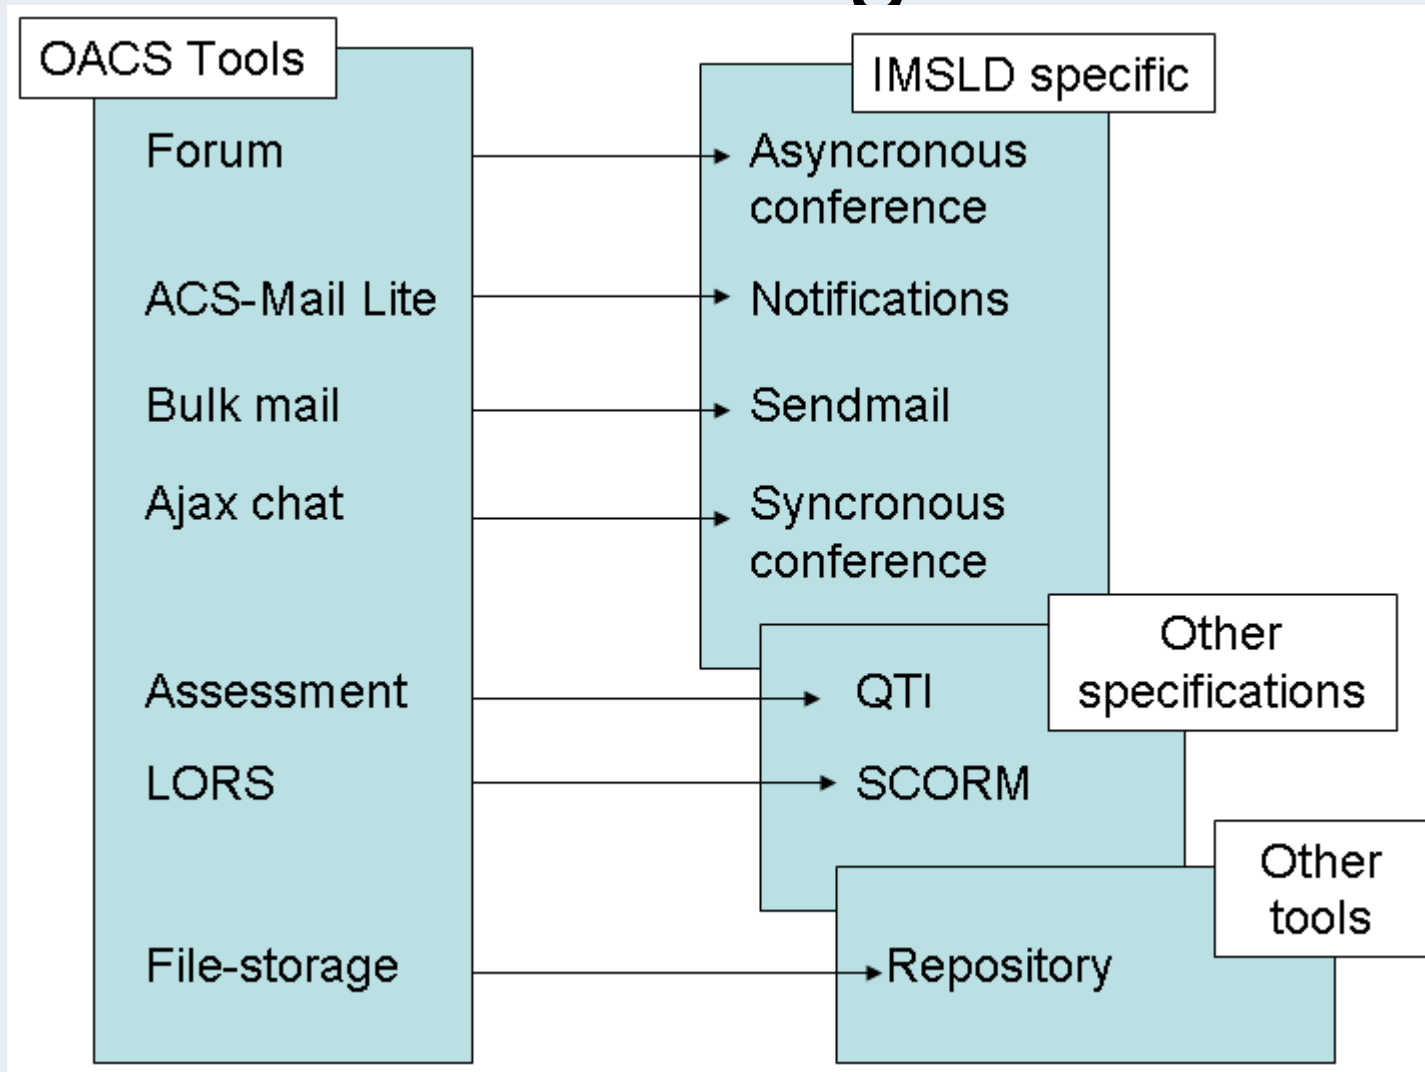 OACS Tools
IMSLD specific
Forum
Asyncronous
conference
ACS-Mail Lite
Notifications
Bulk mail
Sendmail
Ajax chat
Syncronous
conference
Other
specifications
Assessment
QTI
LORS
SCORM
Other
tools
File-storage
Repository